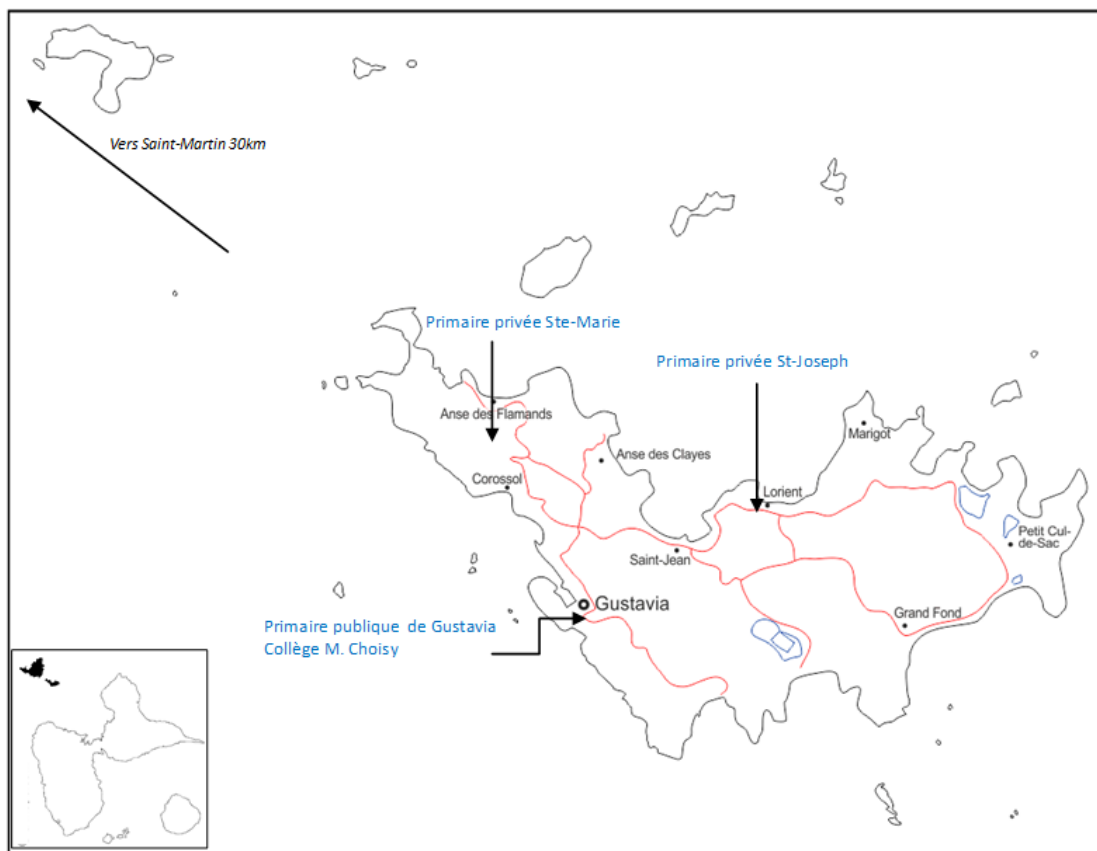 Vers Saint-Martin 30km
Primaire privée Ste-Marie
Primaire privée St-Joseph
Anse des Flamands
Marigot
Anse des Clayes
Corossol
Lorient
Petit Cul-
de-Sac
Saint-Jean
Gustavia
Grand Fond
Primaire publique de Gustavia
Collège M. Choisy